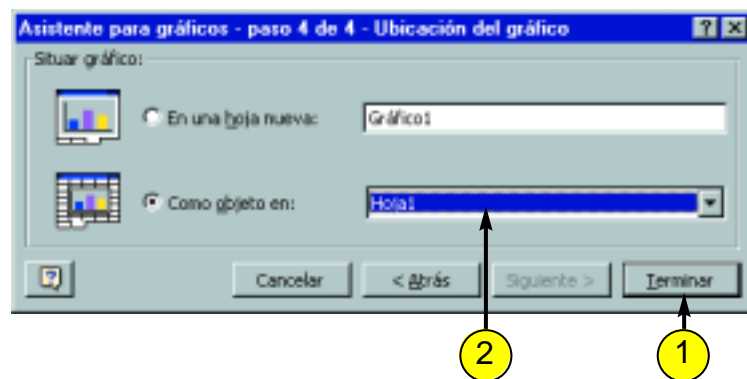 Asistente para gráficos - paso 4 de 4 - Ubicación del gráfico
Situar gráfico:
En una hoja nueva: Gráfico1
Como objeto en: Hoja1
Cancelar < Atrás Siguiente > Terminar
2 1